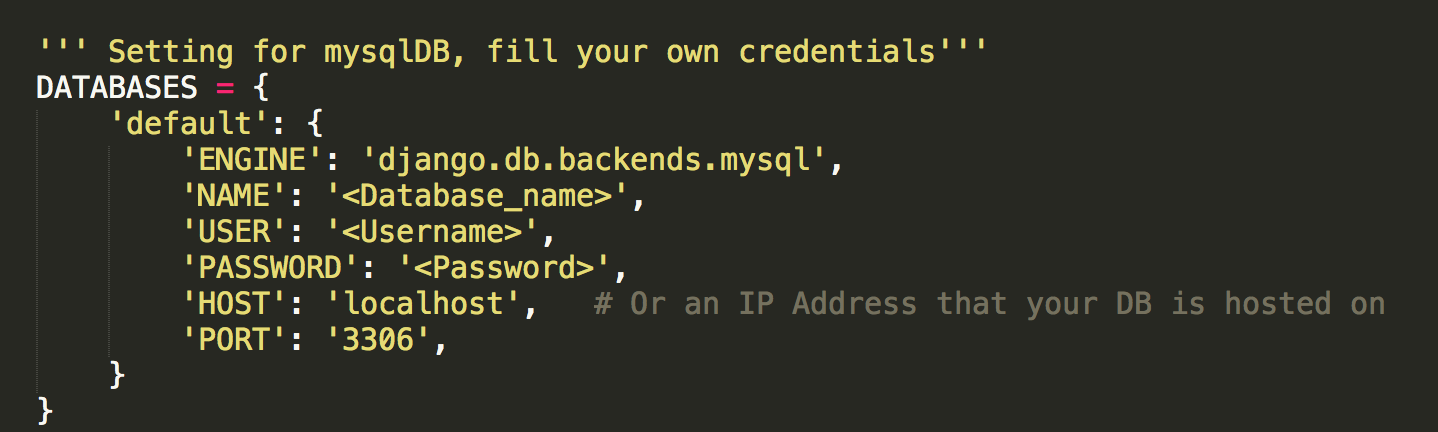 ''' Setting for mysqlDB, fill your own credentials'''
DATABASES = {
    'default': {
        'ENGINE': 'django.db.backends.mysql',
        'NAME': '<Database_name>',
        'USER': '<Username>',
        'PASSWORD': '<Password>',
        'HOST': 'localhost',   # Or an IP Address that your DB is hosted on
        'PORT': '3306',
    }
}